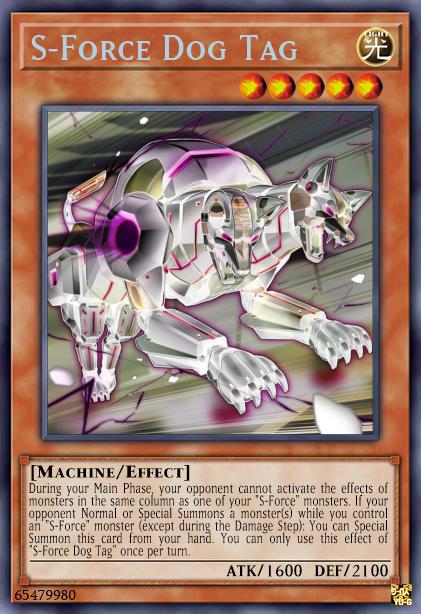 S-Force Dog Tag
LIGHT
光
[Machine/Effect]
During your Main Phase, your opponent cannot activate the effects of
monsters in the same column as one of your "S-Force" monsters. If your
opponent Normal or Special Summons a monster(s) while you control
an "S-Force" monster (except during the Damage Step): You can Special
Summon this card from your hand. You can only use this effect of
"S-Force Dog Tag" once per turn.
ATK/1600 DEF/2100
65479980